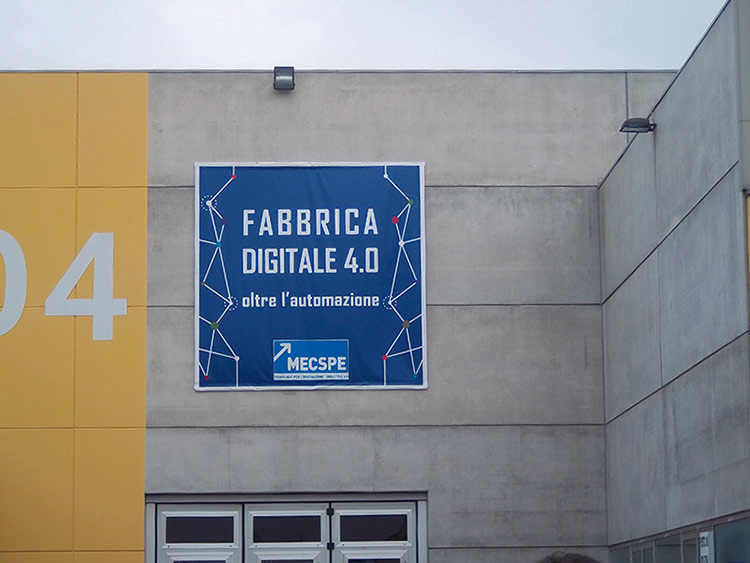 04
FABBRICA
DIGITALE 4.0
oltre l'automazione
MECSPE